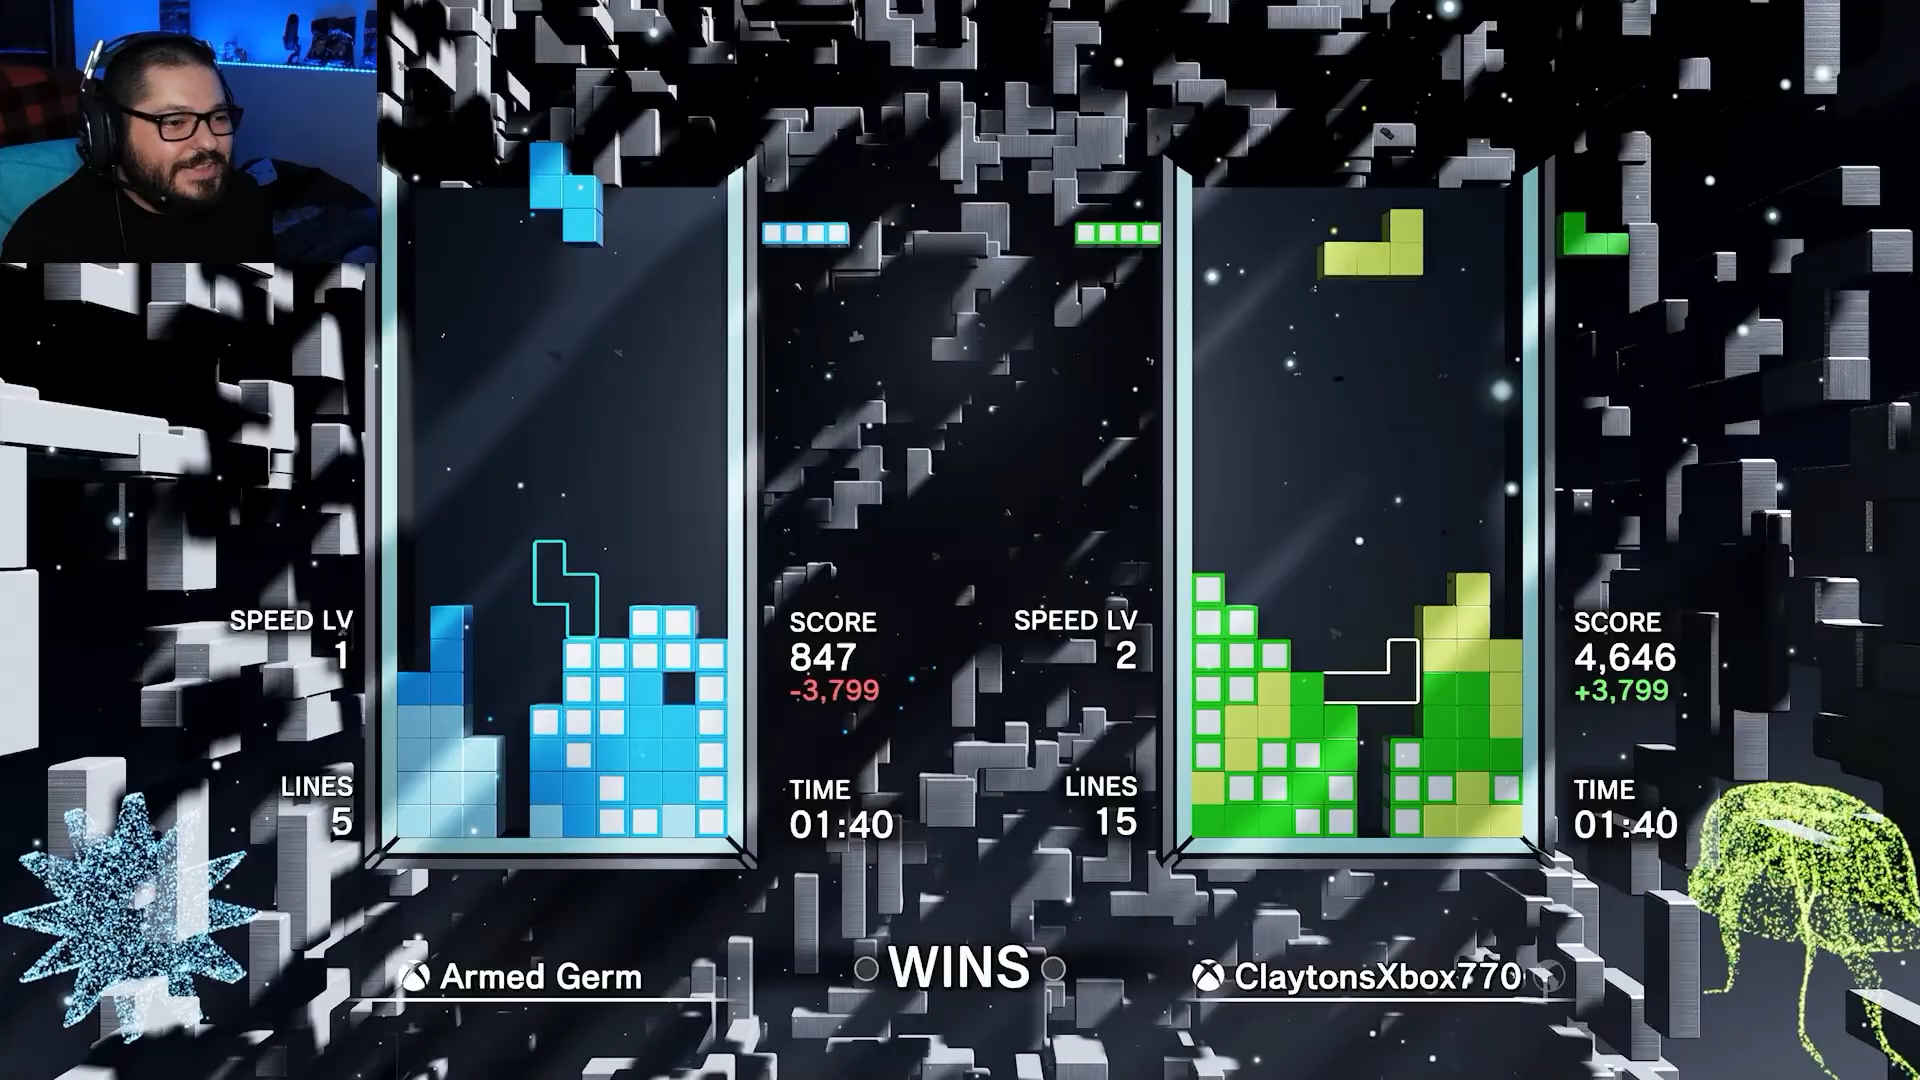 SPEED LV
1
LINES
5
SCORE
847
-3,799
TIME
01:40
SPEED LV
2
LINES
15
SCORE
4,646
+3,799
TIME
01:40
Armed Germ
WINS
ClaytonsXbox770